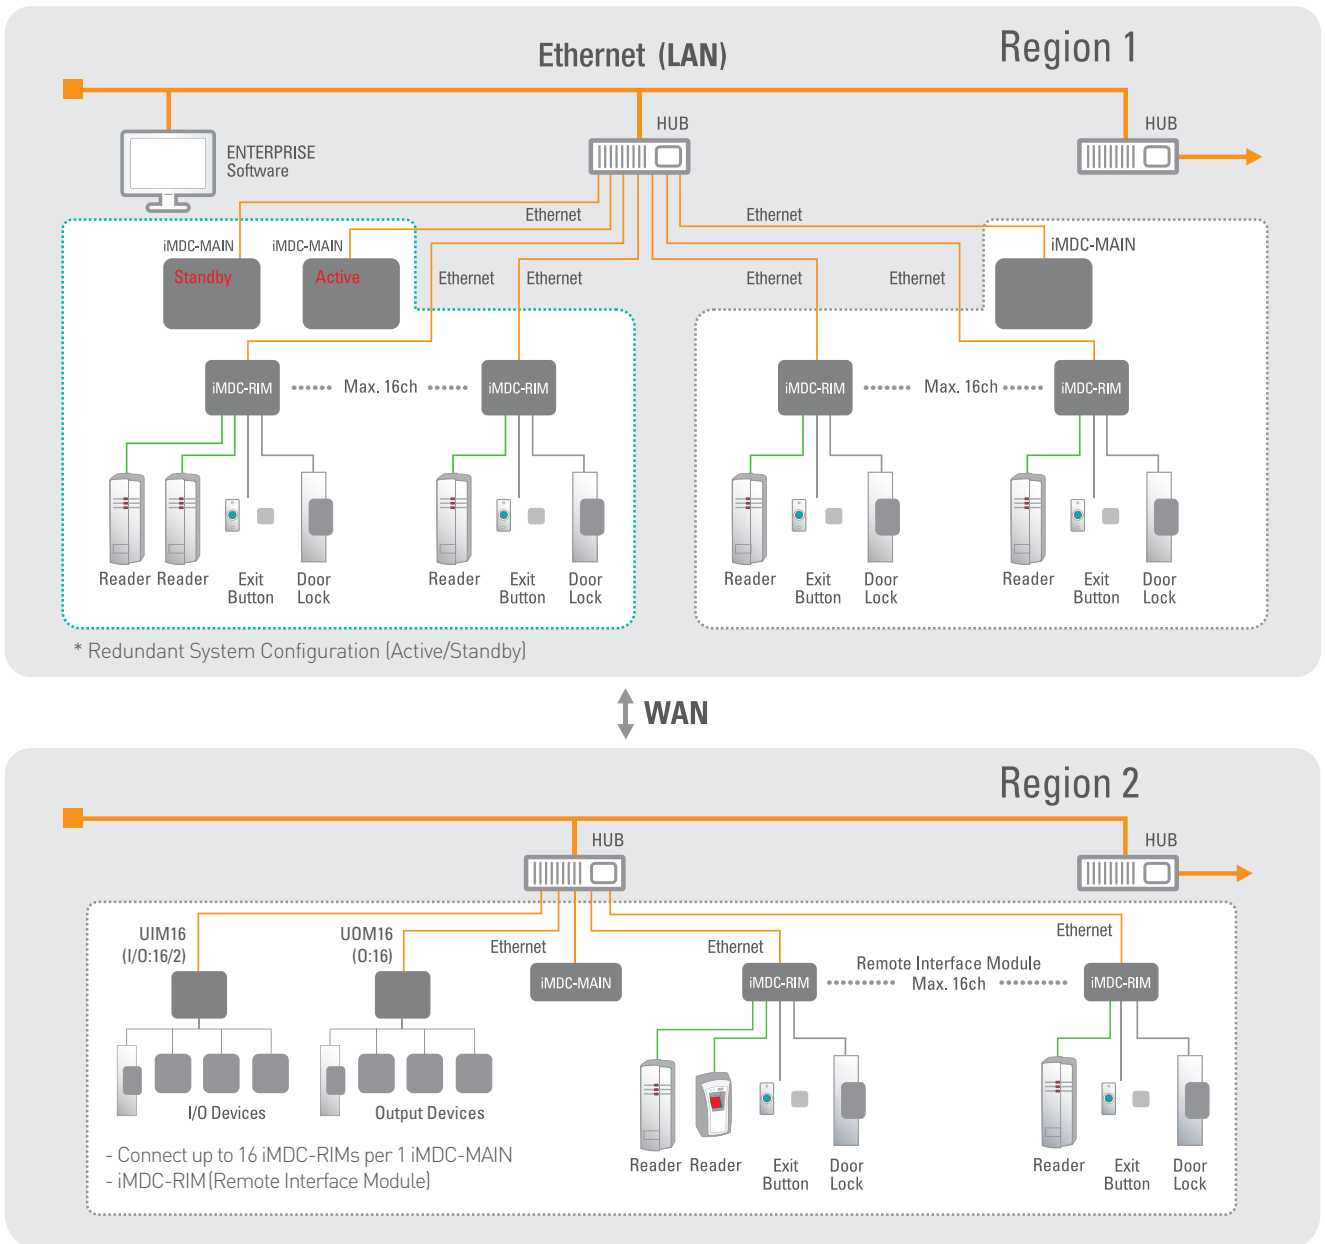 Ethernet (LAN)
Region 1
HUB
HUB
ENTERPRISE
Software
Ethernet
Ethernet
iMDC-MAIN
iMDC-MAIN
iMDC-MAIN
Standby
Active
Ethernet
Ethernet
Ethernet
Ethernet
iMDC-RIM
Max. 16ch
iMDC-RIM
iMDC-RIM
Max. 16ch
iMDC-RIM
Reader
Reader
Exit
Button
Door
Lock
Reader
Exit
Button
Door
Lock
Reader
Exit
Button
Door
Lock
Reader
Exit
Button
Door
Lock
* Redundant System Configuration (Active/Standby)
WAN
Region 2
HUB
HUB
UIM16
(I/O:16/2)
UOM16
(O:16)
Ethernet
Ethernet
Ethernet
iMDC-MAIN
iMDC-RIM
Remote Interface Module
Max. 16ch
iMDC-RIM
I/O Devices
Output Devices
- Connect up to 16 iMDC-RIMs per 1 iMDC-MAIN
- iMDC-RIM(Remote Interface Module)
Reader
Reader
Exit
Button
Door
Lock
Reader
Exit
Button
Door
Lock